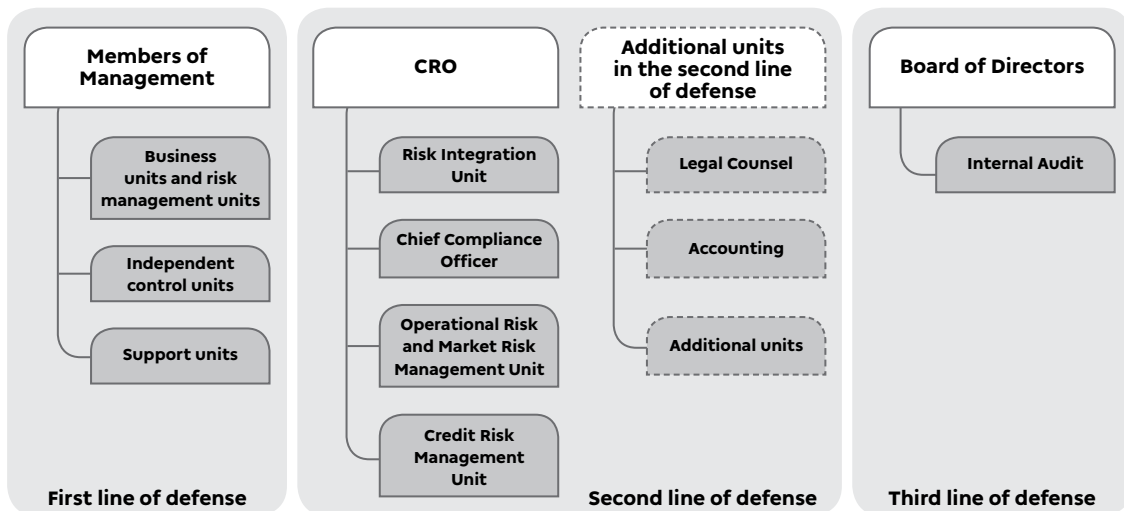 Members of
Management
Business
units and risk
management units
Independent
control units
Support units
First line of defense
CRO
Risk Integration
Unit
Chief Compliance
Officer
Operational Risk
and Market Risk
Management Unit
Credit Risk
Management
Unit
Additional units
in the second line
of defense
Legal Counsel
Accounting
Additional units
Second line of defense
Board of Directors
Internal Audit
Third line of defense